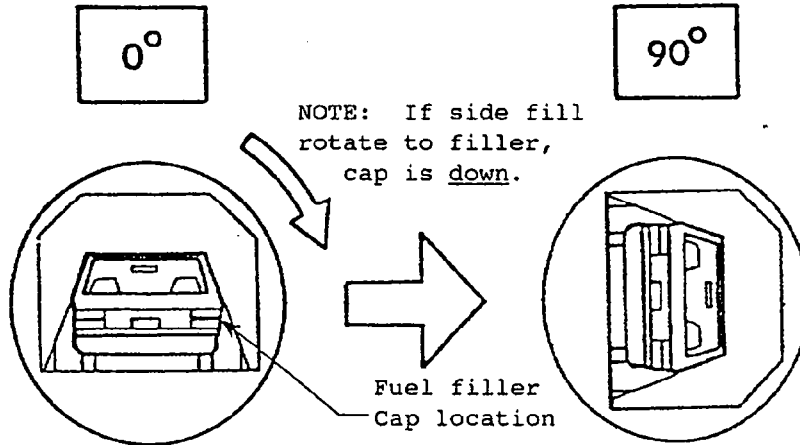 0°
90°
NOTE: If side fill
rotate to filler,
cap is down.
Fuel filler
Cap location